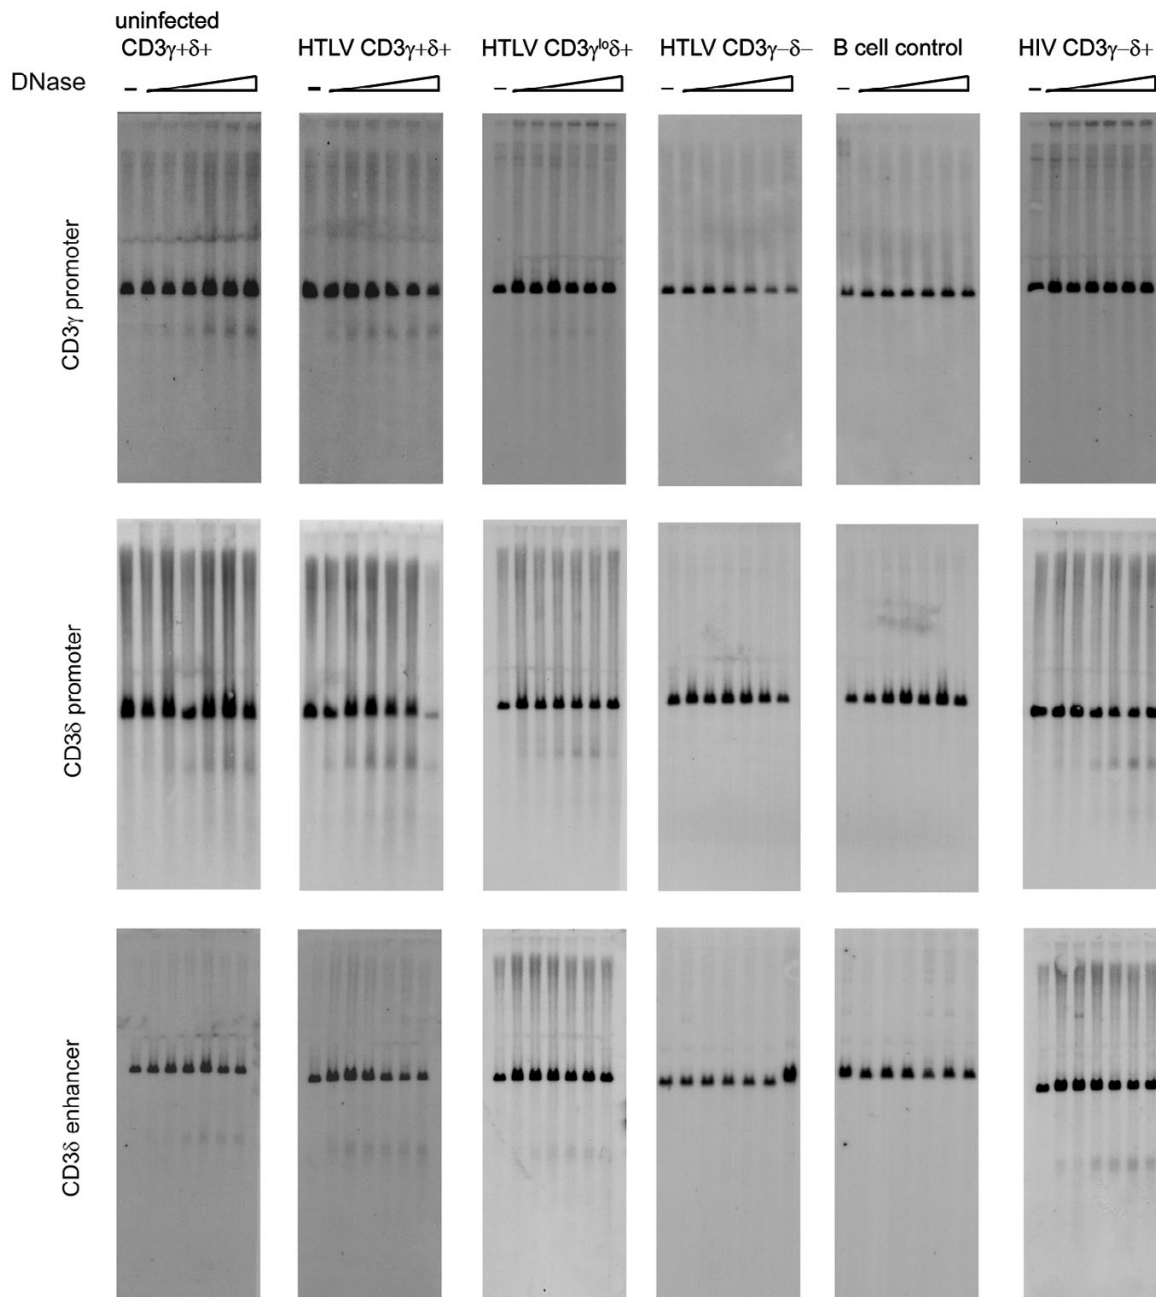 uninfected
CD3γ+δ+
HTLV CD3γ+δ+
HTLV CD3γloδ+
HTLV CD3γ−δ−
B cell control
HIV CD3γ−δ+
DNase
− − − − − −
CD3γ promoter
CD3δ promoter
CD3δ enhancer